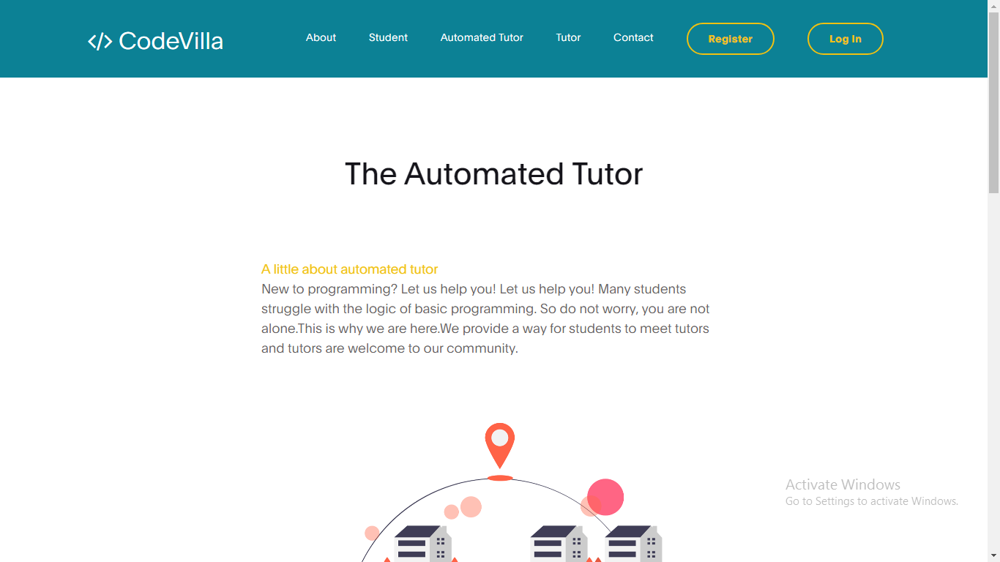 </> CodeVilla
About
Student
Automated Tutor
Tutor
Contact
Register
Log In
The Automated Tutor
A little about automated tutor
New to programming? Let us help you! Let us help you! Many students
struggle with the logic of basic programming. So do not worry, you are not
alone.This is why we are here.We provide a way for students to meet tutors
and tutors are welcome to our community.
Activate Windows
Go to Settings to activate Windows.